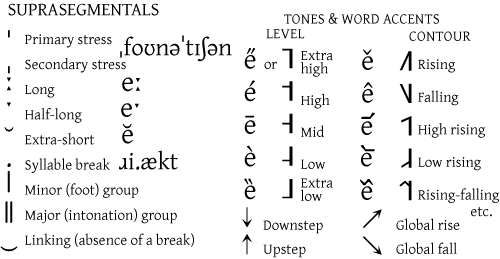 SUPRASEGMENTALS
ˈ Primary stress ˌfoʊnəˈtɪʃən
ˌ Secondary stress
ː Long eː
ˑ Half-long eˑ
˘ Extra-short ĕ
. Syllable break ɹi.ækt
| Minor (foot) group
‖ Major (intonation) group
‿ Linking (absence of a break)
TONES & WORD ACCENTS
LEVEL
e̋ or ˥ Extra high
é ˦ High
ē ˧ Mid
è ˨ Low
ȅ ˩ Extra low
↓ Downstep
↑ Upstep
CONTOUR
ě ˩˥ Rising
ê ˥˩ Falling
e᷄ ˦˥ High rising
e᷅ ˩˨ Low rising
e᷈ ˧˦˧ Rising-falling
etc.
↗ Global rise
↘ Global fall